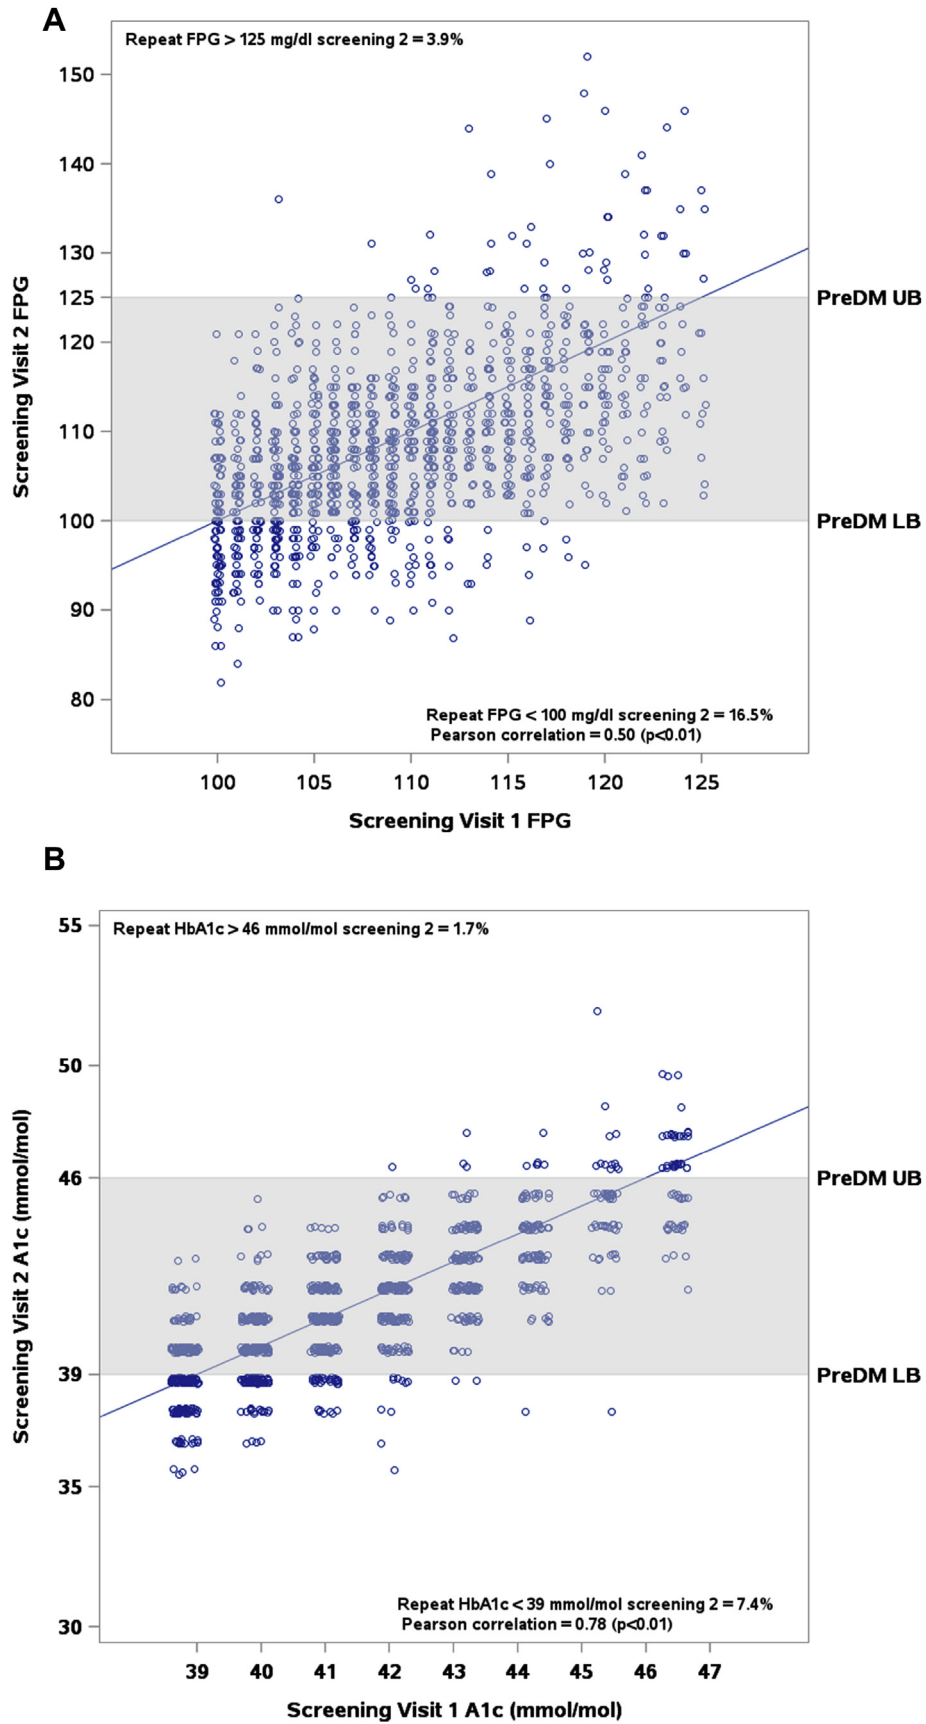 A
Repeat FPG > 125 mg/dl screening 2 = 3.9%
150
140
130
125
120
110
100
90
80
Screening Visit 2 FPG
PreDM UB
PreDM LB
Repeat FPG < 100 mg/dl screening 2 = 16.5%
Pearson correlation = 0.50 (p<0.01)
100 105 110 115 120 125
Screening Visit 1 FPG
B
Repeat HbA1c > 46 mmol/mol screening 2 = 1.7%
55
50
46
39
35
30
Screening Visit 2 A1c (mmol/mol)
PreDM UB
PreDM LB
Repeat HbA1c < 39 mmol/mol screening 2 = 7.4%
Pearson correlation = 0.78 (p<0.01)
39 40 41 42 43 44 45 46 47
Screening Visit 1 A1c (mmol/mol)